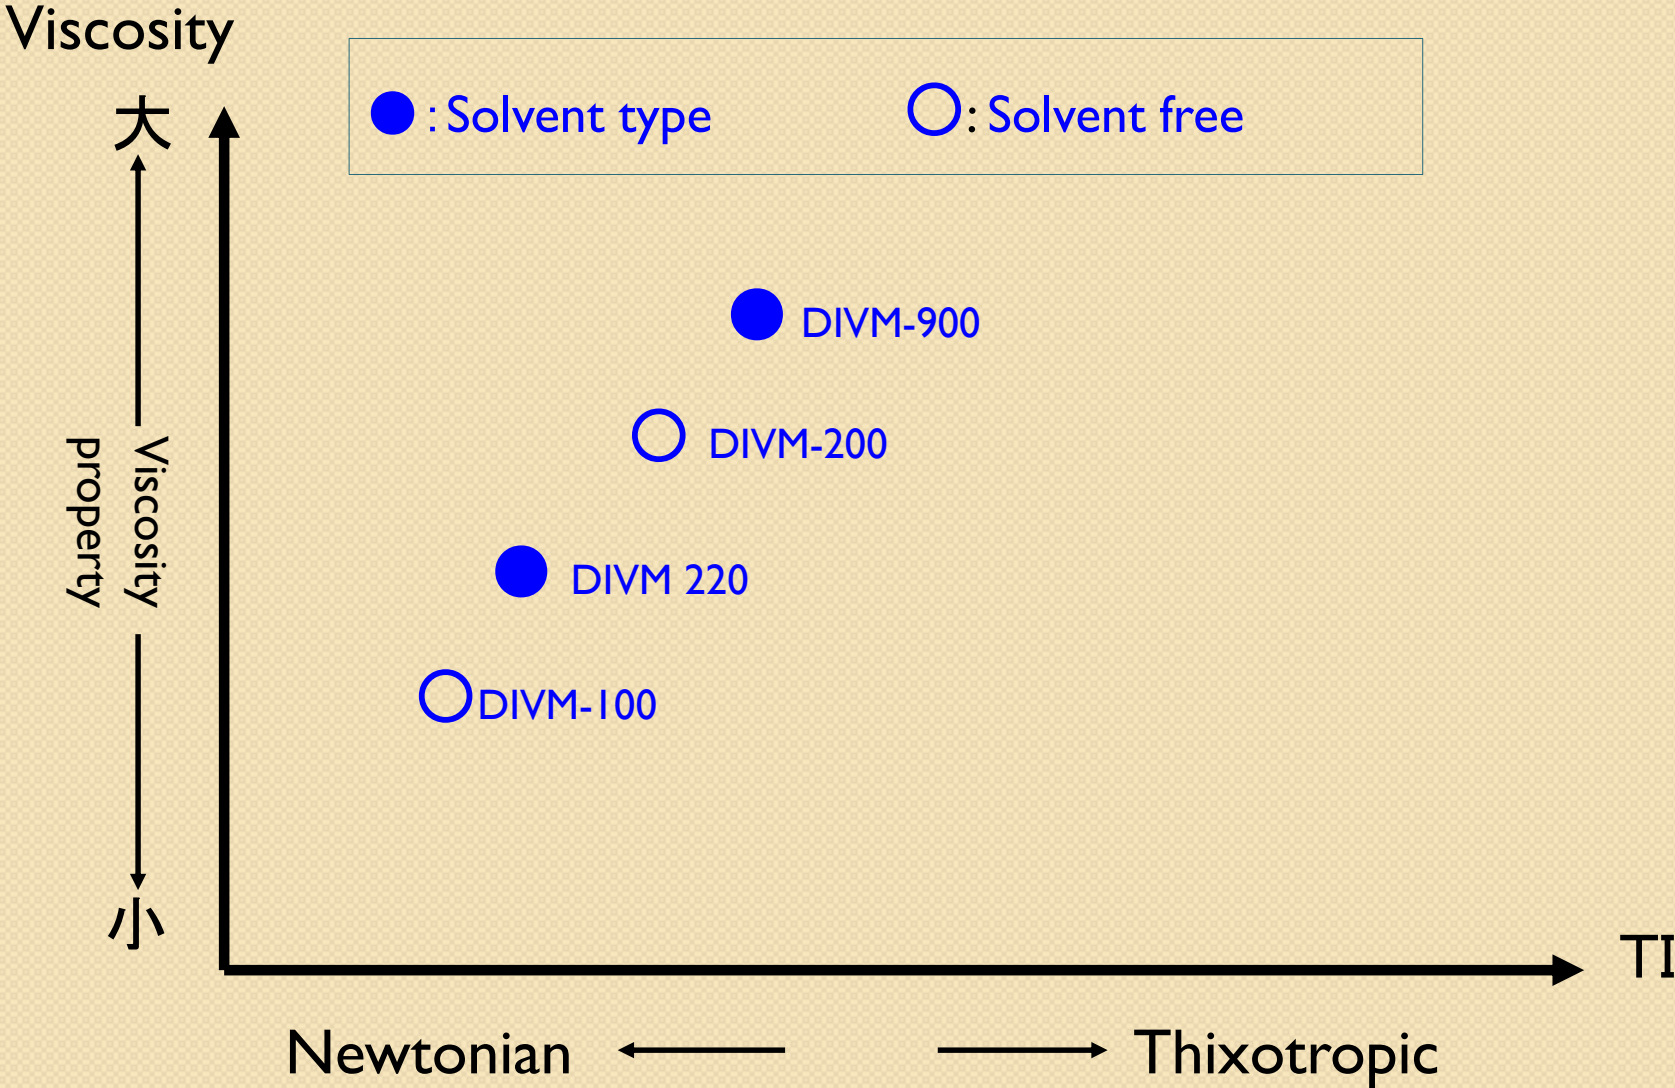 Viscosity
大
: Solvent type
: Solvent free
DIVM-900
DIVM-200
Viscosity
property
DIVM 220
DIVM-100
小
TI
Newtonian
Thixotropic